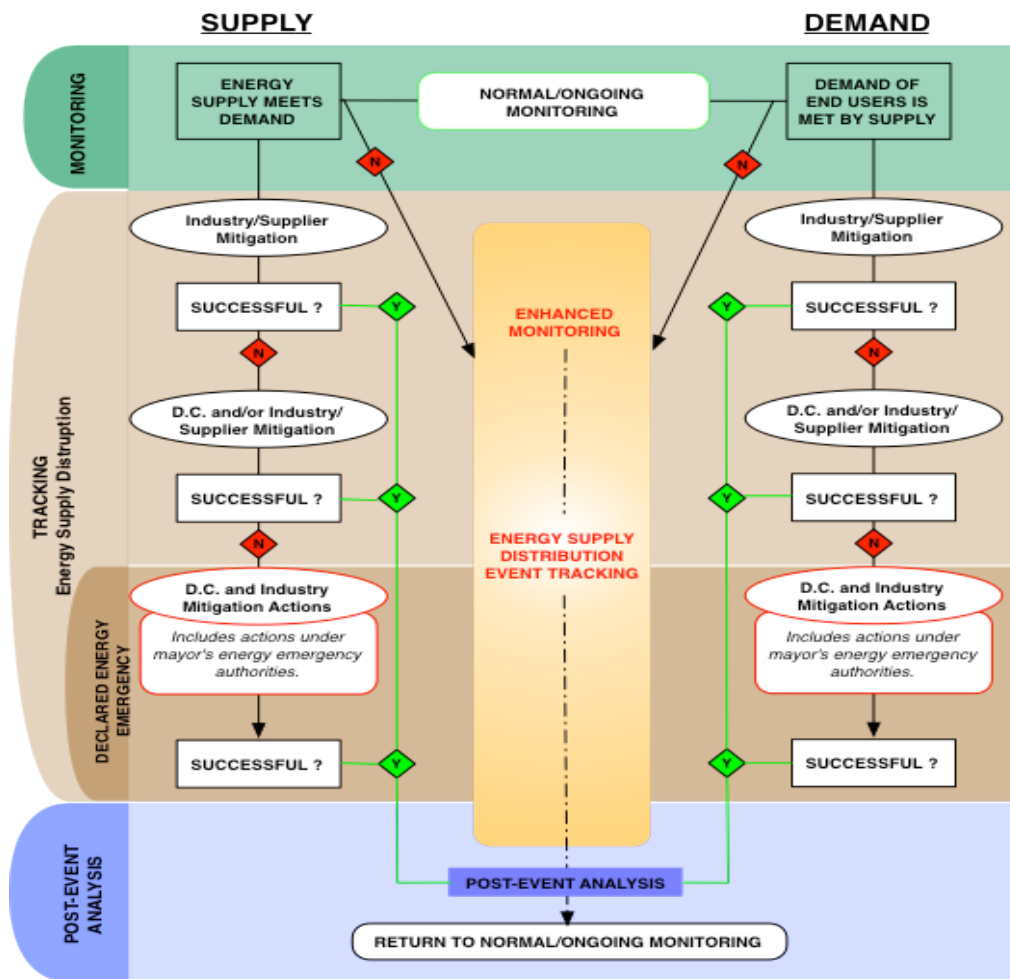 SUPPLY
DEMAND
MONITORING
ENERGY
SUPPLY MEETS
DEMAND
NORMAL/ONGOING
MONITORING
DEMAND OF
END USERS IS
MET BY SUPPLY
N
N
TRACKING
Energy Supply Distruption
Industry/Supplier
Mitigation
Industry/Supplier
Mitigation
SUCCESSFUL ?
Y
ENHANCED
MONITORING
Y
SUCCESSFUL ?
N
N
D.C. and/or Industry/
Supplier Mitigation
D.C. and/or Industry/
Supplier Mitigation
SUCCESSFUL ?
Y
Y
SUCCESSFUL ?
N
ENERGY SUPPLY
DISTRIBUTION
EVENT TRACKING
N
DECLARED ENERGY
EMERGENCY
D.C. and Industry
Mitigation Actions
Includes actions under
mayor's energy emergency
authorities.
D.C. and Industry
Mitigation Actions
Includes actions under
mayor's energy emergency
authorities.
SUCCESSFUL ?
Y
Y
SUCCESSFUL ?
POST-EVENT
ANALYSIS
POST-EVENT ANALYSIS
RETURN TO NORMAL/ONGOING MONITORING